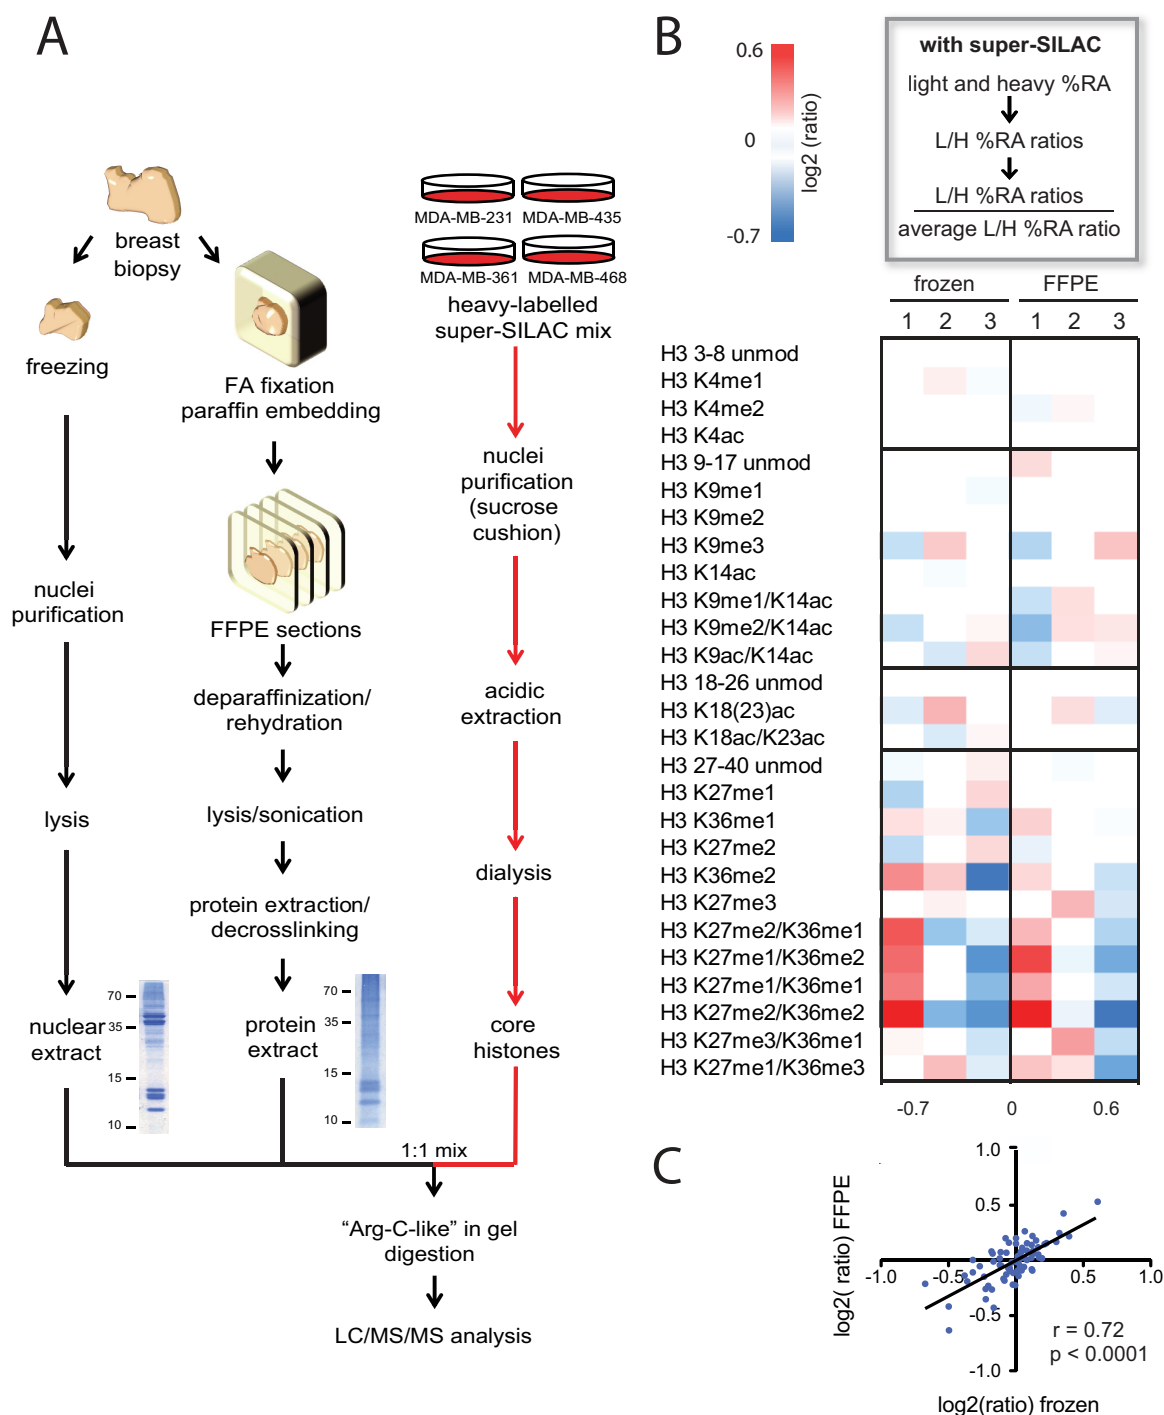 A
breast
biopsy
freezing
FA fixation
paraffin embedding
MDA-MB-231 MDA-MB-435
MDA-MB-361 MDA-MB-468
heavy-labelled
super-SILAC mix
nuclei
purification
(sucrose
cushion)
nuclei
purification
FFPE sections
deparaffinization/
rehydration
acidic
extraction
lysis
lysis/sonication
dialysis
protein extraction/
decrosslinking
nuclear
extract
70
35
15
10
protein
extract
70
35
15
10
core
histones
1:1 mix
“Arg-C-like” in gel
digestion
LC/MS/MS analysis
B
0.6
0
-0.7
log2 (ratio)
with super-SILAC
light and heavy %RA
L/H %RA ratios
L/H %RA ratios
average L/H %RA ratio
frozen FFPE
1 2 3 1 2 3
H3 3-8 unmod
H3 K4me1
H3 K4me2
H3 K4ac
H3 9-17 unmod
H3 K9me1
H3 K9me2
H3 K9me3
H3 K14ac
H3 K9me1/K14ac
H3 K9me2/K14ac
H3 K9ac/K14ac
H3 18-26 unmod
H3 K18(23)ac
H3 K18ac/K23ac
H3 27-40 unmod
H3 K27me1
H3 K36me1
H3 K27me2
H3 K36me2
H3 K27me3
H3 K27me2/K36me1
H3 K27me1/K36me2
H3 K27me1/K36me1
H3 K27me2/K36me2
H3 K27me3/K36me1
H3 K27me1/K36me3
-0.7 0 0.6
C
log2( ratio) FFPE
1.0
0.5
-1.0 -0.5 0.5 1.0
-0.5
-1.0
r = 0.72
p < 0.0001
log2(ratio) frozen